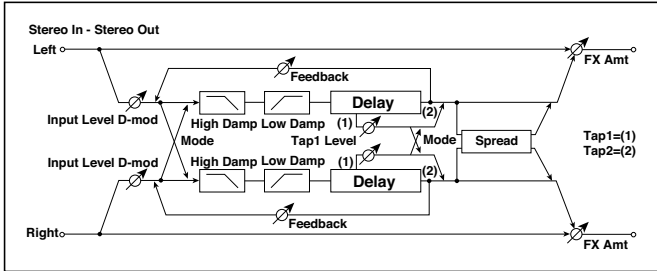 Stereo In - Stereo Out
Left
FX Amt
Feedback
Delay
Input Level D-mod
High Damp Low Damp
(1)
(2)
Mode
Tap1 Level
Mode
Spread
Tap1=(1)
Tap2=(2)
Input Level D-mod
High Damp Low Damp
(1)
(2)
Delay
Feedback
Right
FX Amt